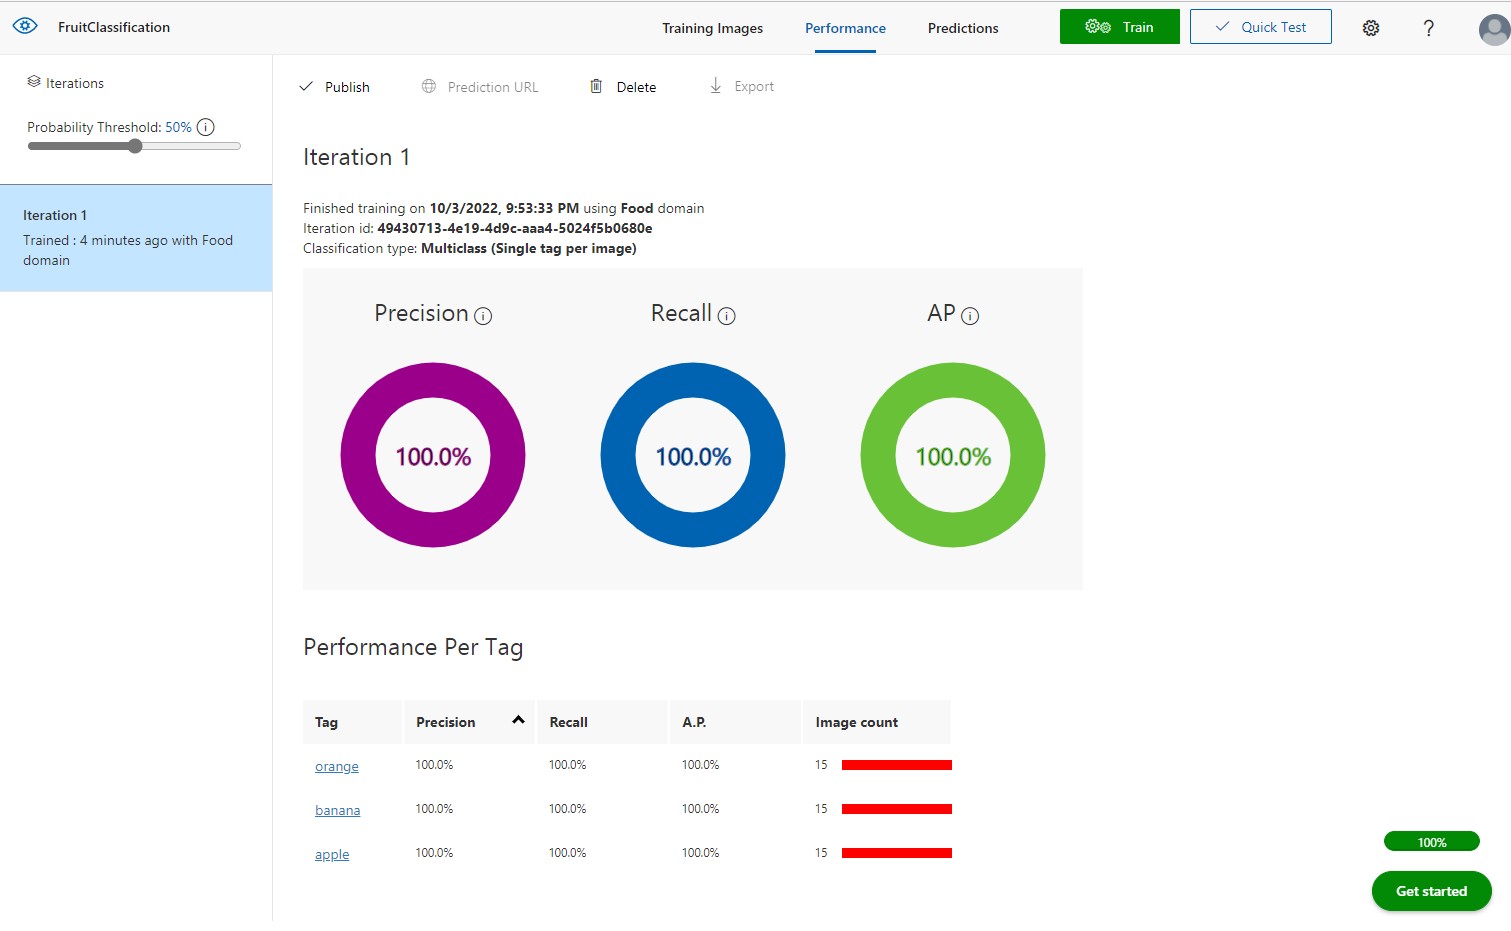 FruitClassification
Training Images
Performance
Predictions
Train
Quick Test
?
Iterations
Probability Threshold: 50%
Iteration 1
Trained : 4 minutes ago with Food
domain
Publish
Prediction URL
Delete
Export
Iteration 1
Finished training on 10/3/2022, 9:53:33 PM using Food domain
Iteration id: 49430713-4e19-4d9c-aaa4-5024f5b0680e
Classification type: Multiclass (Single tag per image)
Precision
Recall
AP
100.0%
100.0%
100.0%
Performance Per Tag
Tag Precision Recall A.P. Image count
orange 100.0% 100.0% 100.0% 15
banana 100.0% 100.0% 100.0% 15
apple 100.0% 100.0% 100.0% 15
100%
Get started